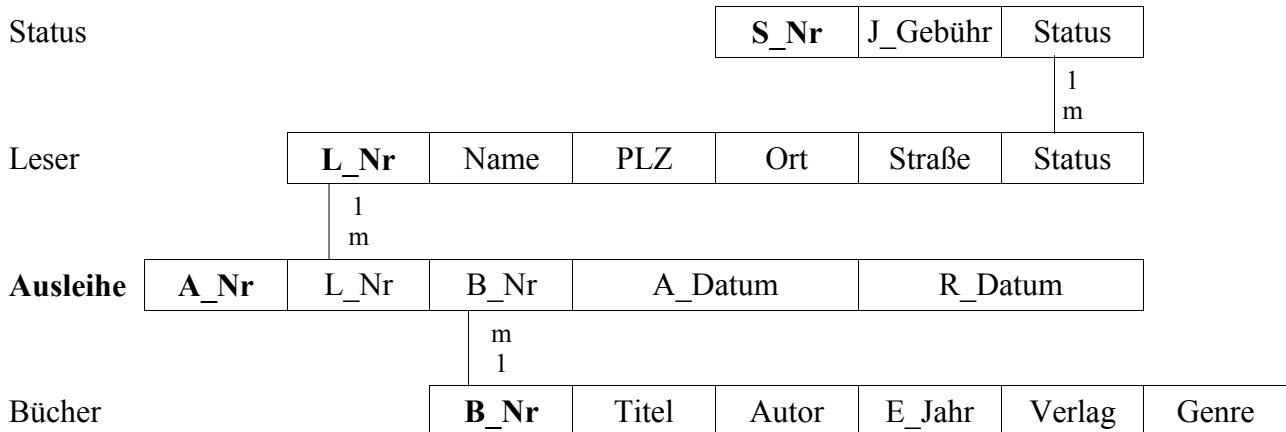 Status S_Nr J_Gebühr Status
1
m
Leser L_Nr Name PLZ Ort Straße Status
1
m
Ausleihe A_Nr L_Nr B_Nr A_Datum R_Datum
m
1
Bücher B_Nr Titel Autor E_Jahr Verlag Genre